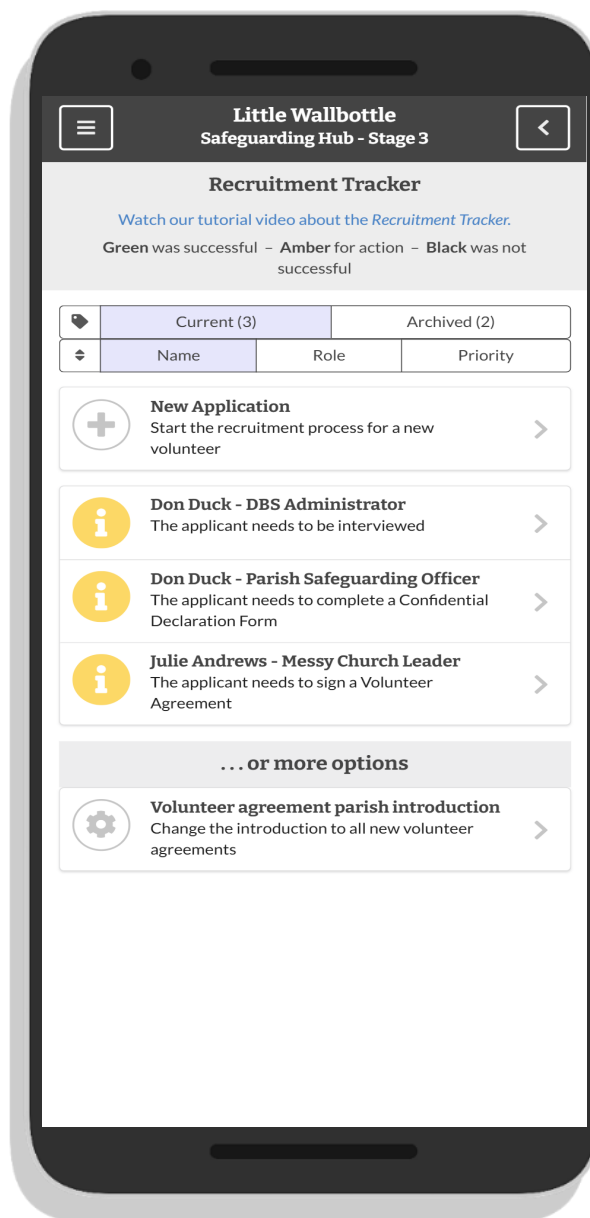 Little Wallbottle
Safeguarding Hub - Stage 3
Recruitment Tracker
Watch our tutorial video about the Recruitment Tracker.
Green was successful – Amber for action – Black was not
successful
Current (3) Archived (2)
Name Role Priority
New Application
Start the recruitment process for a new
volunteer
Don Duck - DBS Administrator
The applicant needs to be interviewed
Don Duck - Parish Safeguarding Officer
The applicant needs to complete a Confidential
Declaration Form
Julie Andrews - Messy Church Leader
The applicant needs to sign a Volunteer
Agreement
. . . or more options
Volunteer agreement parish introduction
Change the introduction to all new volunteer
agreements